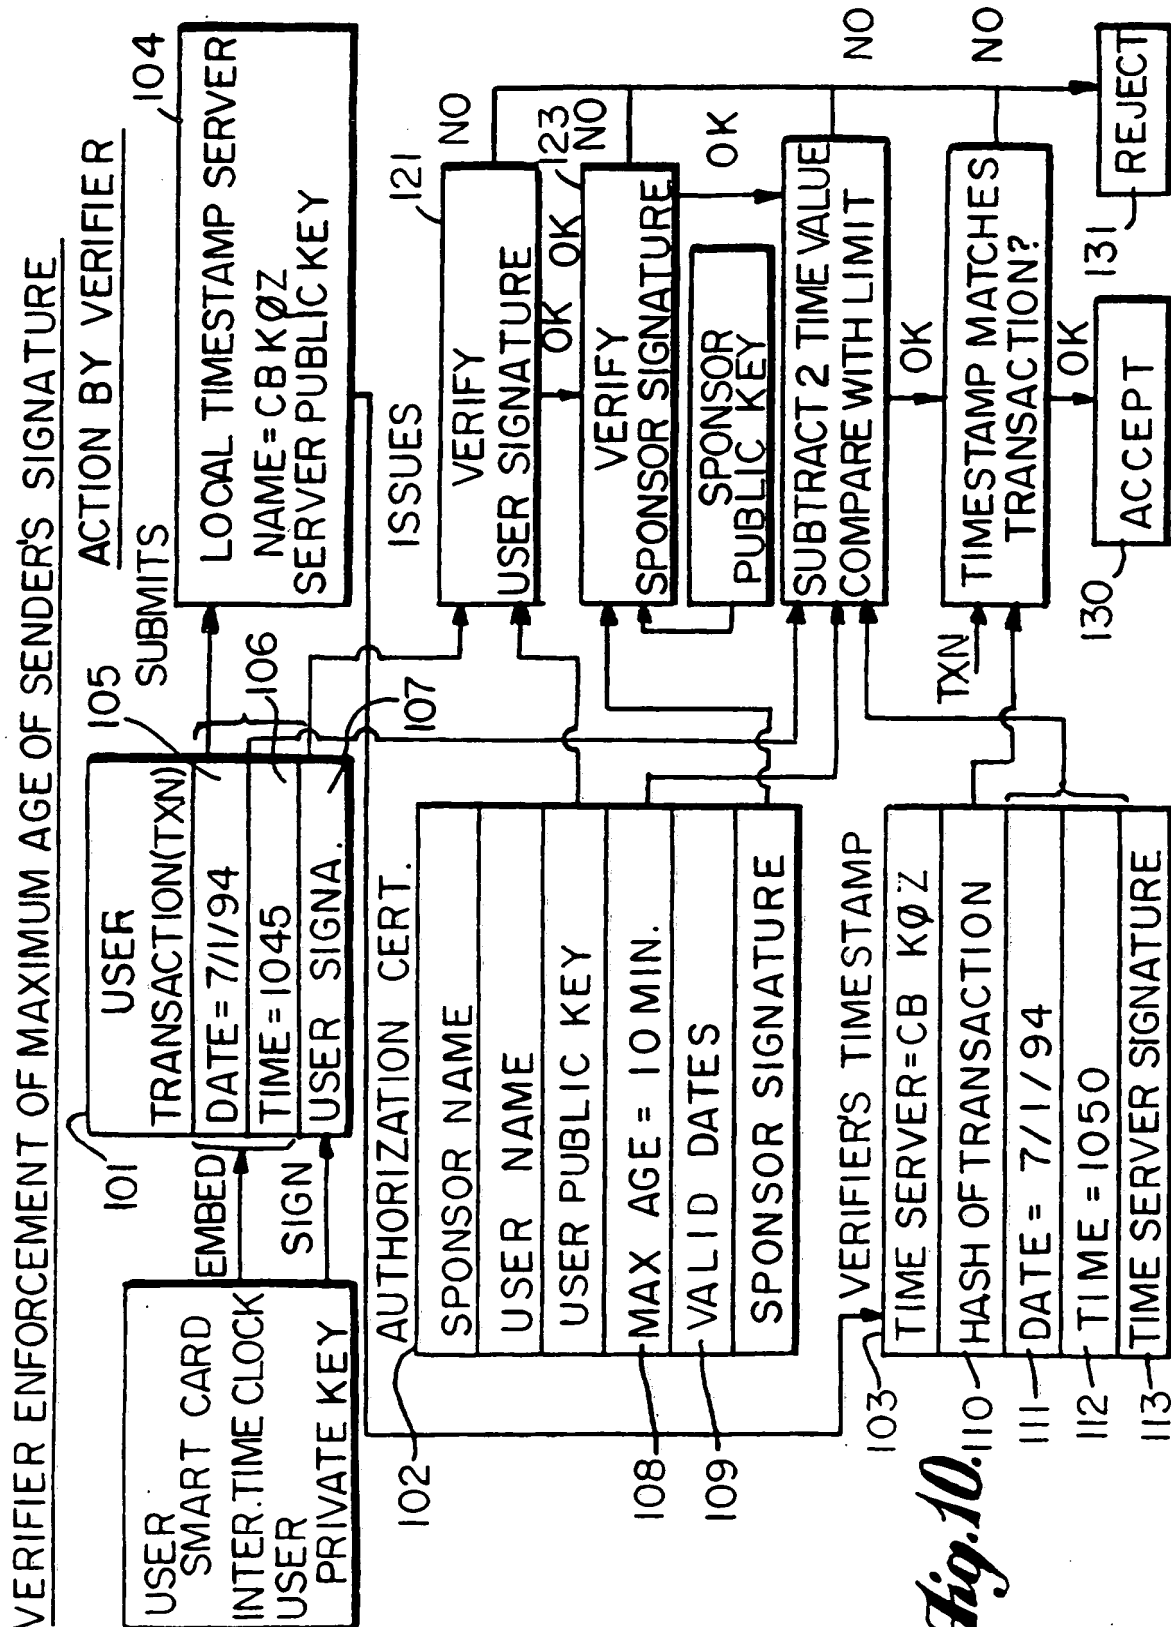 VERIFIER ENFORCEMENT OF MAXIMUM AGE OF SENDER'S SIGNATURE
ACTION BY VERIFIER
USER
SMART CARD
INTER. TIME CLOCK
USER
PRIVATE KEY
EMBED
SIGN
101
USER
TRANSACTION(TXN)
DATE = 7/1/94
TIME = 1045
USER SIGNA.
105
106
107
SUBMITS
104
LOCAL TIMESTAMP SERVER
NAME = CB KØZ
SERVER PUBLIC KEY
ISSUES
102
AUTHORIZATION CERT.
SPONSOR NAME
USER NAME
USER PUBLIC KEY
MAX AGE = 10 MIN.
VALID DATES
SPONSOR SIGNATURE
108
109
121
VERIFY
USER SIGNATURE
NO
OK
OK
OK
123
NO
VERIFY
SPONSOR SIGNATURE
OK
SPONSOR
PUBLIC KEY
SUBTRACT 2 TIME VALUE
COMPARE WITH LIMIT
NO
OK
103
VERIFIER'S TIMESTAMP
TIME SERVER=CB KØZ
HASH OF TRANSACTION
DATE = 7/1/94
TIME = 1050
TIME SERVER SIGNATURE
110
111
112
113
TXN
TIMESTAMP MATCHES
TRANSACTION?
NO
OK
130
ACCEPT
131
REJECT
Fig.10.